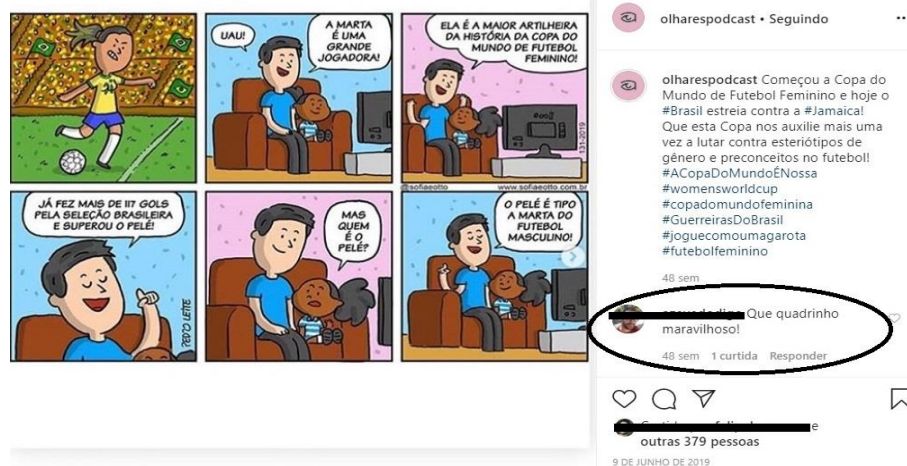 UAU!
A MARTA
É UMA
GRANDE
JOGADORA!
ELA É A MAIOR ARTILHEIRA
DA HISTÓRIA DA COPA DO
MUNDO DE FUTEBOL
FEMININO!
131-2019
@sofiaeotto
www.sofiaeotto.com.br
JÁ FEZ MAIS DE 117 GOLS
PELA SELEÇÃO BRASILEIRA
E SUPEROU O PELÉ!
PEDRO LEITE
MAS
QUEM
É O
PELÉ?
O PELÉ É TIPO
A MARTA DO
FUTEBOL
MASCULINO!
olharespodcast • Seguindo
olharespodcast Começou a Copa do
Mundo de Futebol Feminino e hoje o
#Brasil estreia contra a #Jamaica!
Que esta Copa nos auxilie mais uma
vez a lutar contra esteriótipos de
gênero e preconceitos no futebol!
#ACopaDoMundoÉNossa
#womensworldcup
#copadomundofeminina
#GuerreirasDoBrasil
#joguecomoumagarota
#futebolfeminino
48 sem
Que quadrinho
maravilhoso!
48 sem 1 curtida Responder
e
outras 379 pessoas
9 DE JUNHO DE 2019